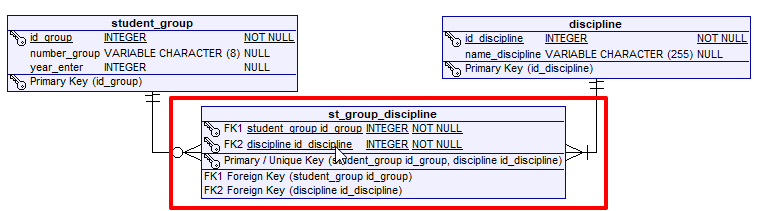 student_group
id_group INTEGER NOT NULL
number_group VARIABLE CHARACTER (8) NULL
year_enter INTEGER NULL
Primary Key (id_group)
discipline
id_discipline INTEGER NOT NULL
name_discipline VARIABLE CHARACTER (255) NULL
Primary Key (id_discipline)
st_group_discipline
FK1 student_group id_group INTEGER NOT NULL
FK2 discipline id_discipline INTEGER NOT NULL
Primary / Unique Key (student_group id_group, discipline id_discipline)
FK1 Foreign Key (student_group id_group)
FK2 Foreign Key (discipline id_discipline)